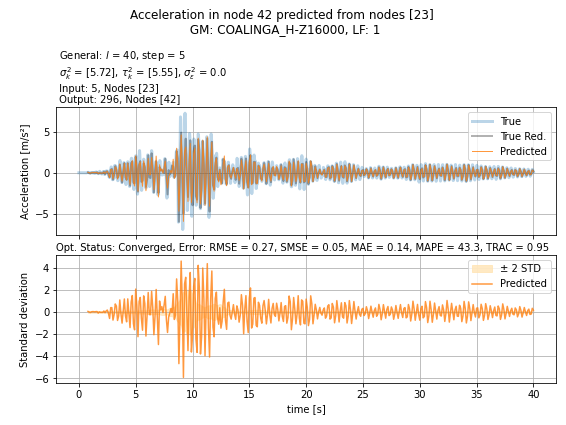 Acceleration in node 42 predicted from nodes [23]
GM: COALINGA_H-Z16000, LF: 1
General: l = 40, step = 5
σ²ₖ = [5.72], τ²ₖ = [5.55], σ²_ε = 0.0
Input: 5, Nodes [23]
Output: 296, Nodes [42]
Acceleration [m/s²]
5
0
−5
True
True Red.
Predicted
Opt. Status: Converged, Error: RMSE = 0.27, SMSE = 0.05, MAE = 0.14, MAPE = 43.3, TRAC = 0.95
Standard deviation
4
2
0
−2
−4
−6
± 2 STD
Predicted
0 5 10 15 20 25 30 35 40
time [s]